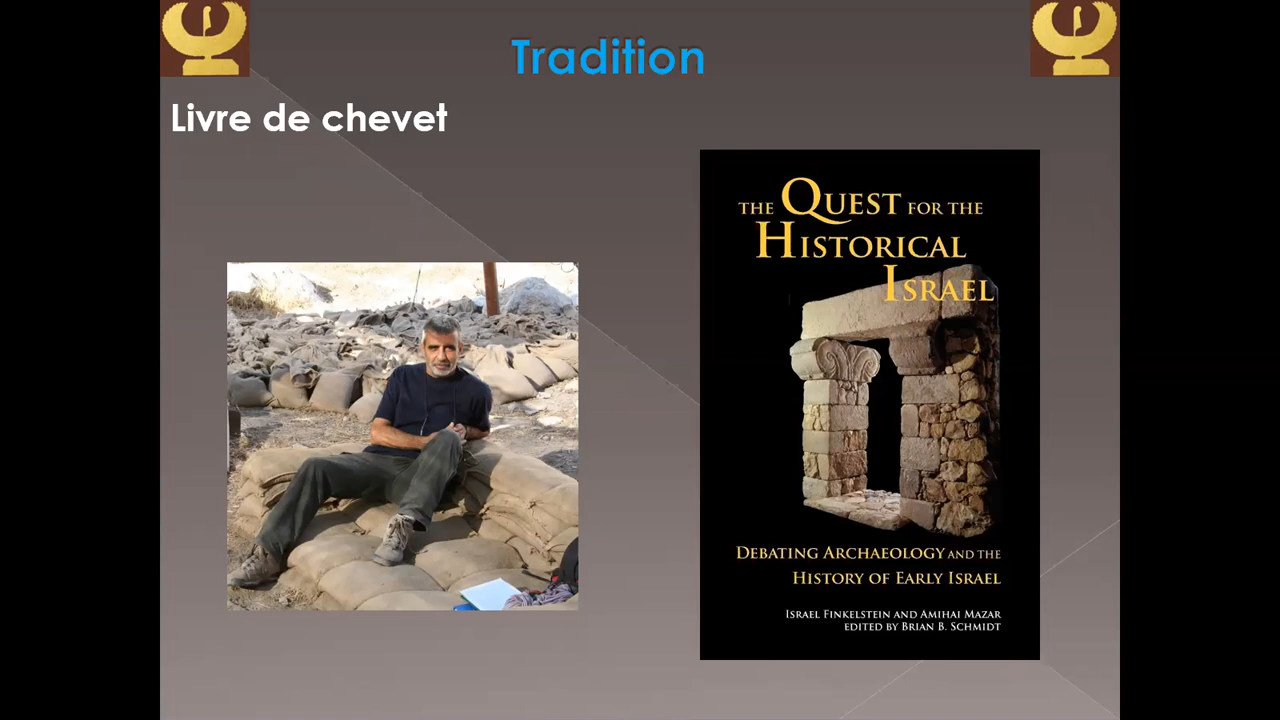 Tradition
Livre de chevet
THE QUEST FOR THE
HISTORICAL
ISRAEL
DEBATING ARCHAEOLOGY AND THE
HISTORY OF EARLY ISRAEL
ISRAEL FINKELSTEIN AND AMIHAI MAZAR
EDITED BY BRIAN B. SCHMIDT